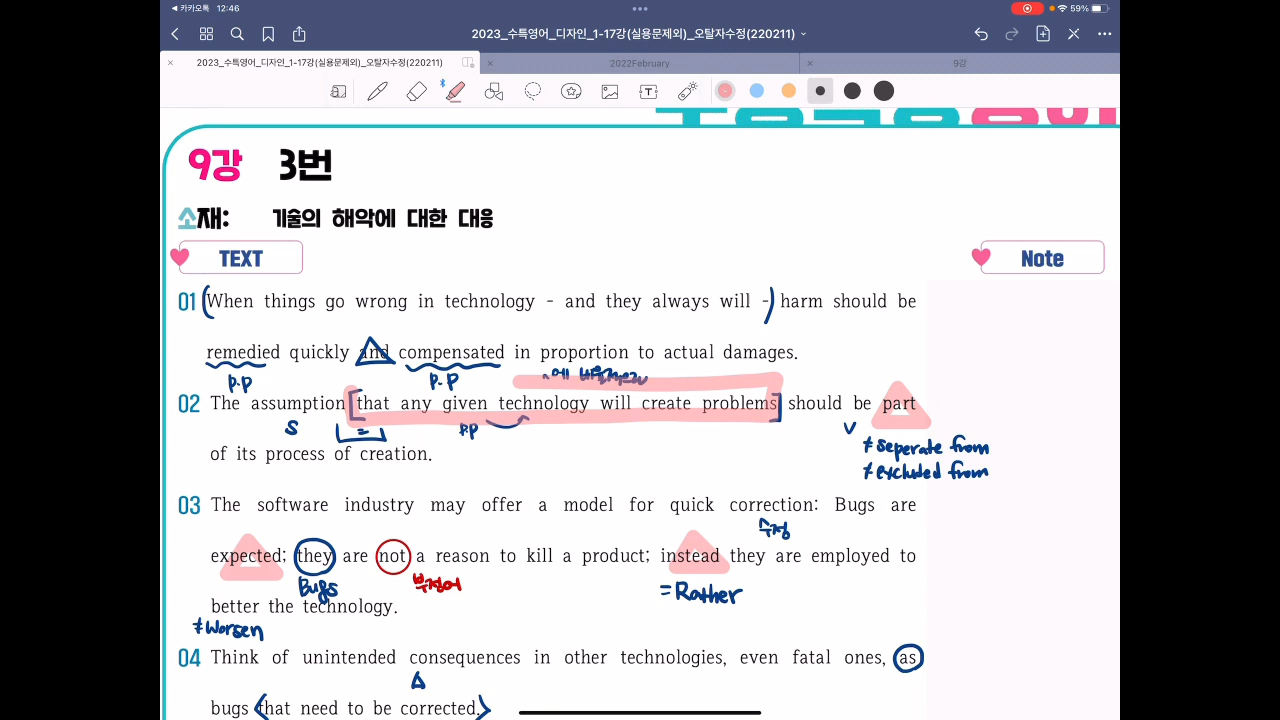 ◀ 카카오톡 12:46
59%
2023_수특영어_디자인_1-17강(실용문제외)_오탈자수정(220211)
2023_수특영어_디자인_1-17강(실용문제외)_오탈자수정(220211)
2022February
9강
9강 3번
소재: 기술의 해악에 대한 대응
TEXT
Note
01 (When things go wrong in technology - and they always will -) harm should be
remedied quickly and compensated in proportion to actual damages.
p.p
p.p
02 The assumption [that any given technology will create problems] should be part
S
=
p.p
V
≠ seperate from
of its process of creation.
≠ excluded from
03 The software industry may offer a model for quick correction: Bugs are
수정
expected; they are not a reason to kill a product; instead they are employed to
Bugs
부정어
= Rather
better the technology.
≠ Worsen
04 Think of unintended consequences in other technologies, even fatal ones, as
bugs <that need to be corrected.>